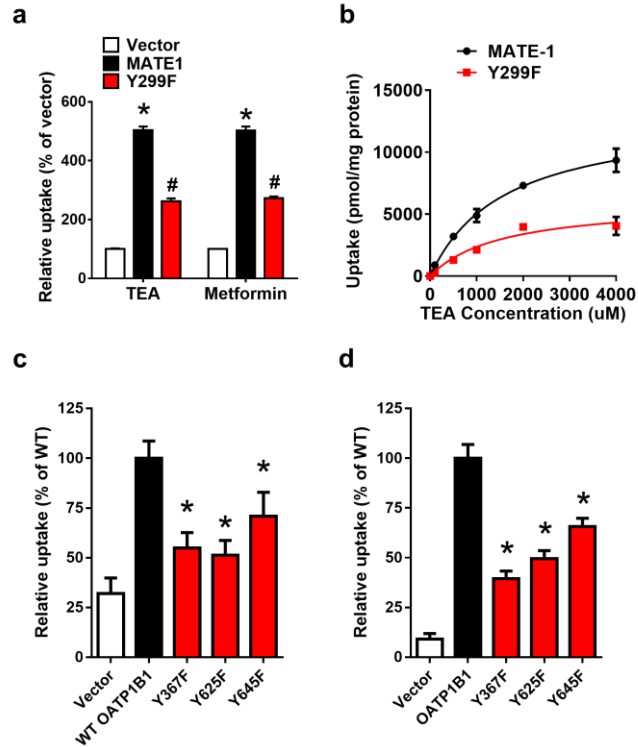 a
Vector
MATE1
Y299F
Relative uptake (% of vector)
600
400
200
0
*
#
*
#
TEA
Metformin
b
MATE-1
Y299F
Uptake (pmol/mg protein)
15000
10000
5000
0
0
1000
2000
3000
4000
TEA Concentration (uM)
c
Relative uptake (% of WT)
125
100
75
50
25
0
*
*
*
Vector
WT OATP1B1
Y367F
Y625F
Y645F
d
Relative uptake (% of WT)
125
100
75
50
25
0
*
*
*
Vector
OATP1B1
Y367F
Y625F
Y645F